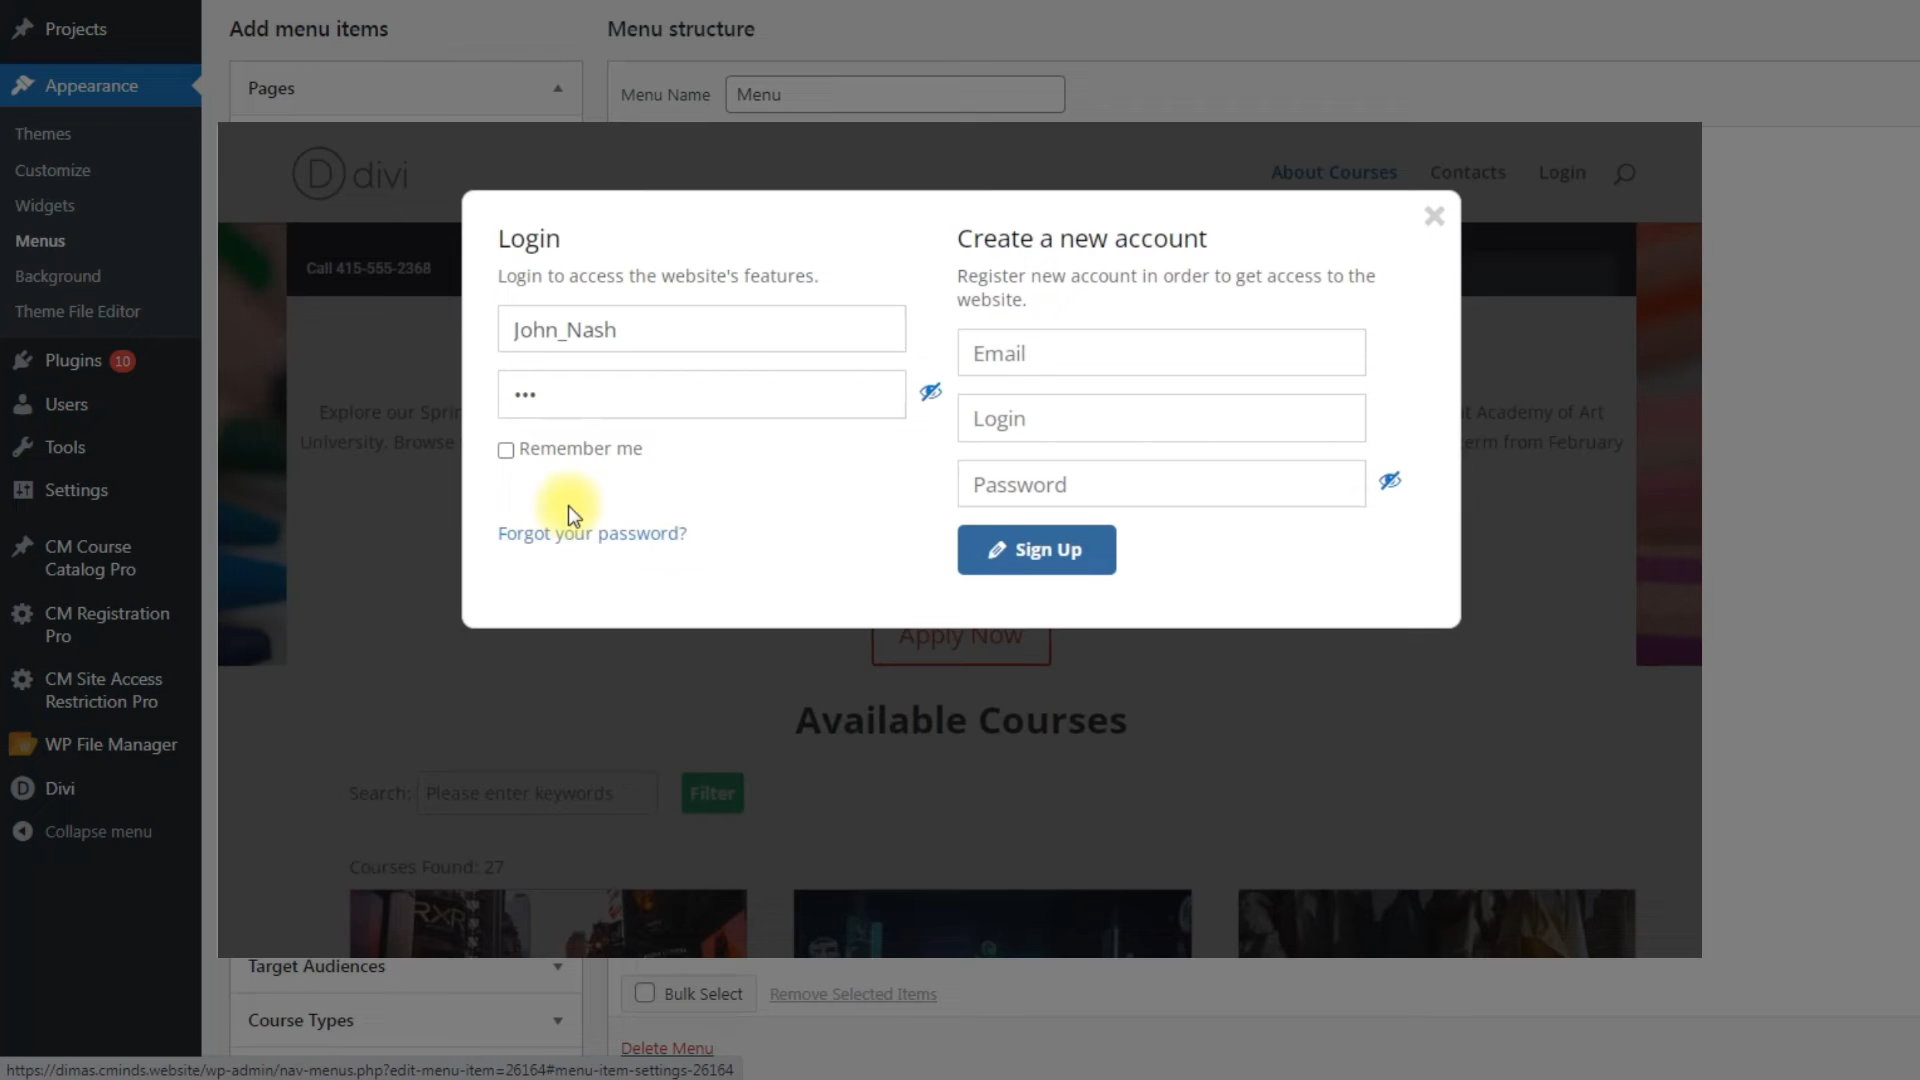 Projects
Appearance
Themes
Customize
Widgets
Menus
Background
Theme File Editor
Plugins 10
Users
Tools
Settings
CM Course
Catalog Pro
CM Registration
Pro
CM Site Access
Restriction Pro
WP File Manager
Divi
Collapse menu
Add menu items
Menu structure
Pages
Menu Name
Menu
D divi
About Courses
Contacts
Login
Call 415-555-2368
Login
Login to access the website's features.
John_Nash
•••
Remember me
Forgot your password?
Create a new account
Register new account in order to get access to the
website.
Email
Login
Password
Sign Up
Explore our
Academy of Art
University. Browse
from February
Apply Now
Available Courses
Search:
Please enter keywords
Filter
Courses Found: 27
RXR
Target Audiences
Course Types
Bulk Select
Remove Selected Items
Delete Menu
https://dimas.cminds.website/wp-admin/nav-menus.php?edit-menu-item=26164#menu-item-settings-26164